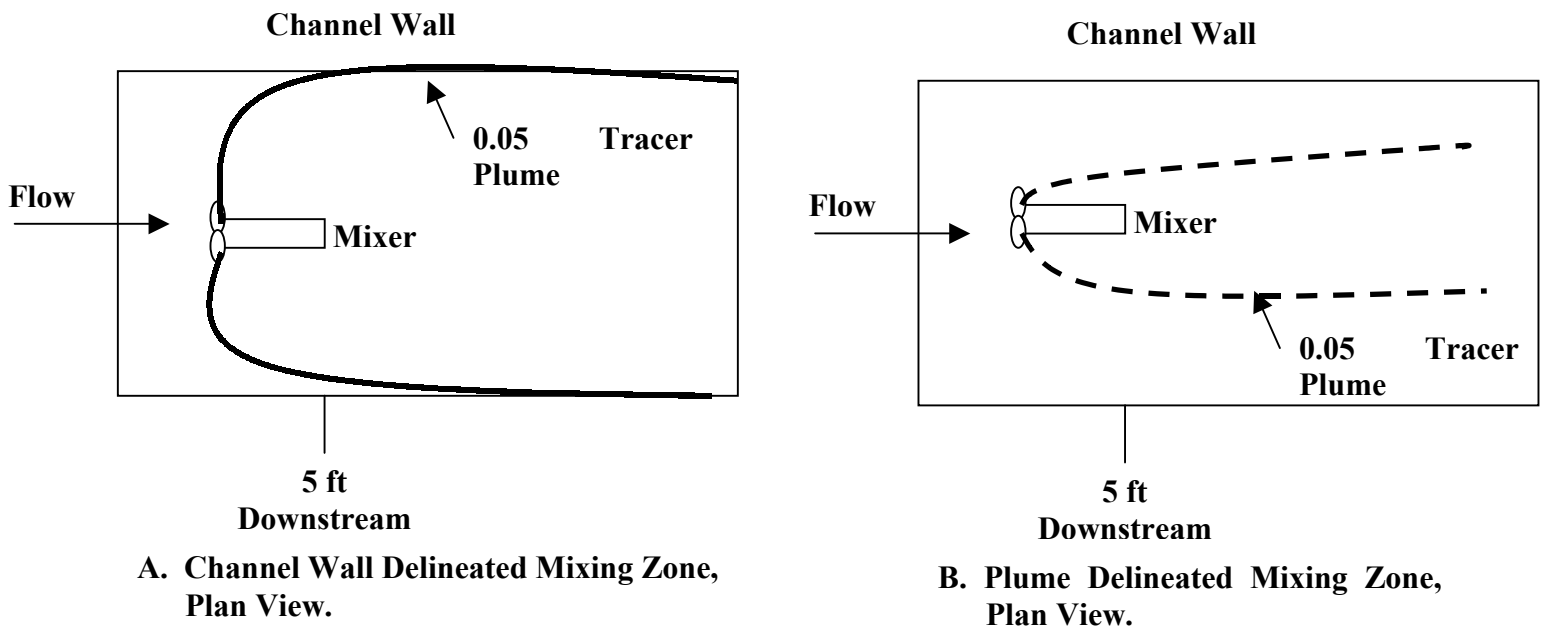 Channel Wall
0.05 Tracer
Plume
Flow
Mixer
5 ft
Downstream
A. Channel Wall Delineated Mixing Zone,
Plan View.
Channel Wall
Flow
Mixer
0.05 Tracer
Plume
5 ft
Downstream
B. Plume Delineated Mixing Zone,
Plan View.